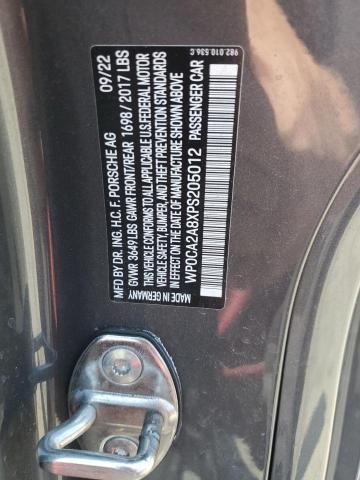 982.010.536.C
MFD BY DR. ING. H.C. F. PORSCHE AG 09/22
GVWR 3649 LBS GAWR FRONT/REAR 1698 / 2017 LBS
THIS VEHICLE CONFORMS TO ALL APPLICABLE U.S. FEDERAL MOTOR
VEHICLE SAFETY, BUMPER, AND THEFT PREVENTION STANDARDS
IN EFFECT ON THE DATE OF MANUFACTURE SHOWN ABOVE.
WP0CA2A8XPS205012 PASSENGER CAR
MADE IN GERMANY